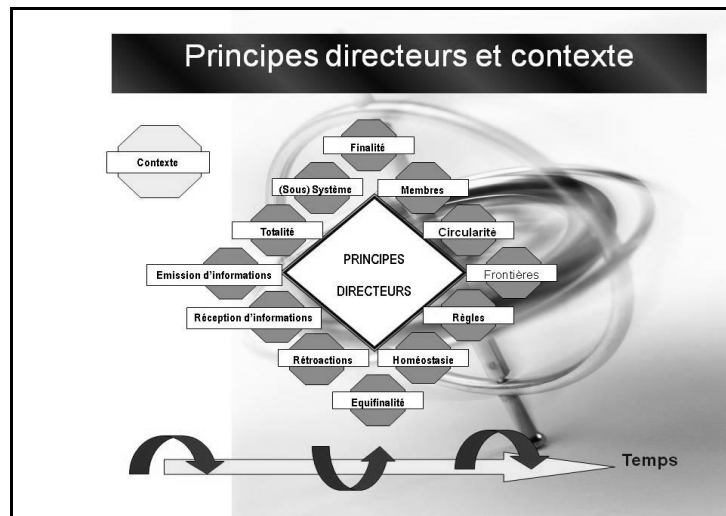 Principes directeurs et contexte
Contexte
Finalité
(Sous) Système
Membres
Totalité
Circularité
PRINCIPES
DIRECTEURS
Emission d'informations
Frontières
Réception d'informations
Règles
Rétroactions
Homéostasie
Equifinalité
Temps